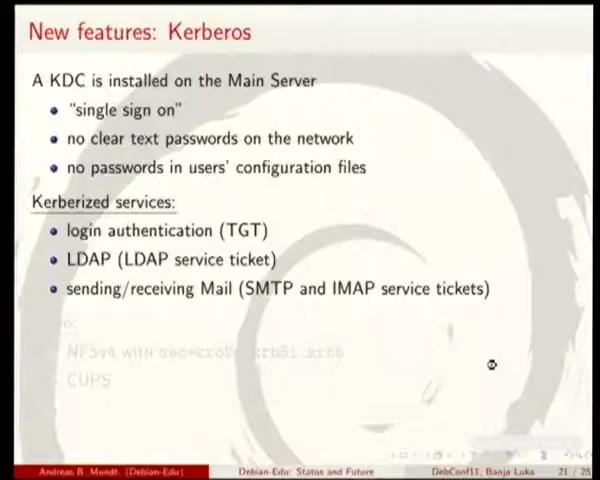 New features: Kerberos
A KDC is installed on the Main Server
"single sign on"
no clear text passwords on the network
no passwords in users' configuration files
Kerberized services:
login authentication (TGT)
LDAP (LDAP service ticket)
sending/receiving Mail (SMTP and IMAP service tickets)
NFSv4 with
CUPS
Andreas B. Mundt (Debian-Edu)
Debian-Edu: Status and Future
DebConf11, Banja Luka
21 / 25